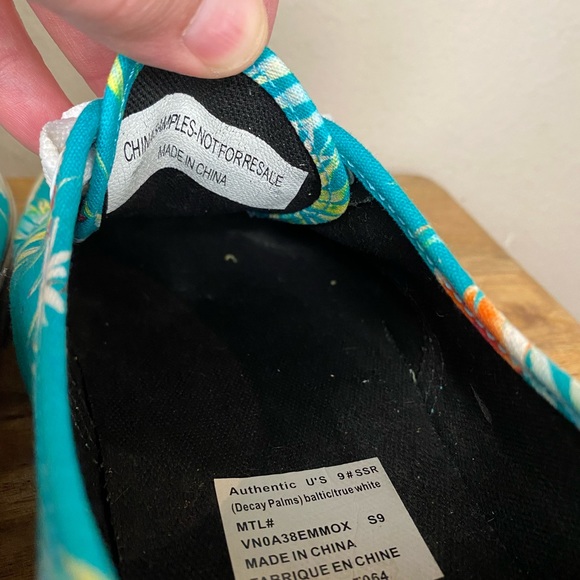 CHINA SAMPLES-NOT FOR RESALE
MADE IN CHINA
Authentic U'S 9#SSR
(Decay Palms) baltic/true white
MTL#
VN0A38EMMOX S9
MADE IN CHINA
FABRIQUE EN CHINE